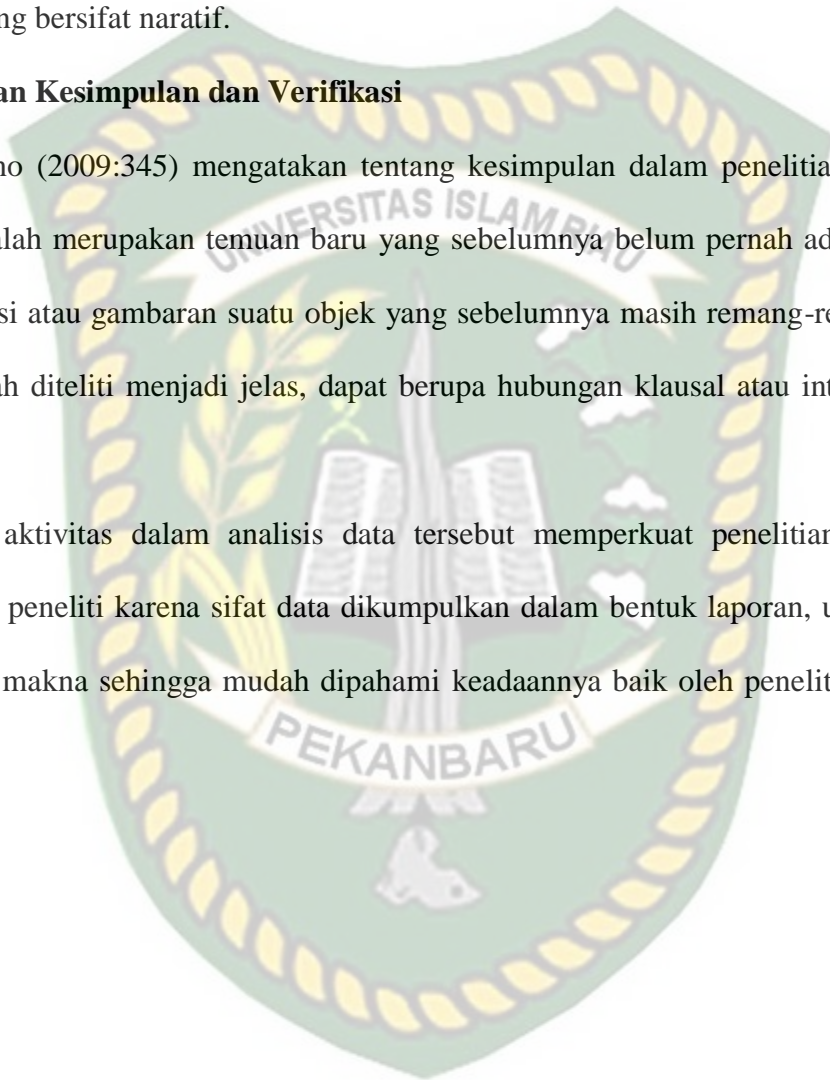 ng bersifat naratif.
an Kesimpulan dan Verifikasi
no (2009:345) mengatakan tentang kesimpulan dalam penelitia
alah merupakan temuan baru yang sebelumnya belum pernah ad
si atau gambaran suatu objek yang sebelumnya masih remang-re
ah diteliti menjadi jelas, dapat berupa hubungan klausal atau int
aktivitas dalam analisis data tersebut memperkuat penelitian
peneliti karena sifat data dikumpulkan dalam bentuk laporan, u
makna sehingga mudah dipahami keadaannya baik oleh penelit
UNIVERSITAS ISLAM RIAU
PEKANBARU